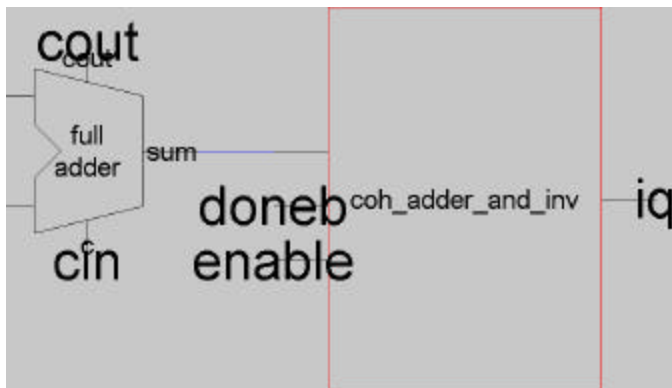 cout
cout
full
adder
sum
doneb
coh_adder_and_inv
iq
c
cin
enable